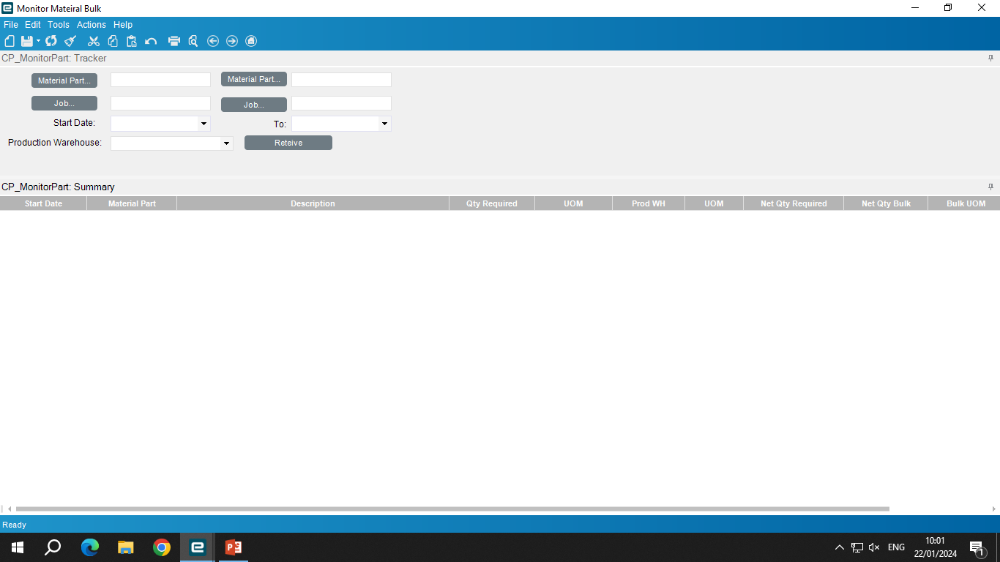 Monitor Mateiral Bulk
File Edit Tools Actions Help
CP_MonitorPart: Tracker
Material Part... Material Part...
Job... Job...
Start Date: To:
Production Warehouse: Reteive
CP_MonitorPart: Summary
Start Date Material Part Description Qty Required UOM Prod WH UOM Net Qty Required Net Qty Bulk Bulk UOM
Ready
ENG 10:01
22/01/2024
1